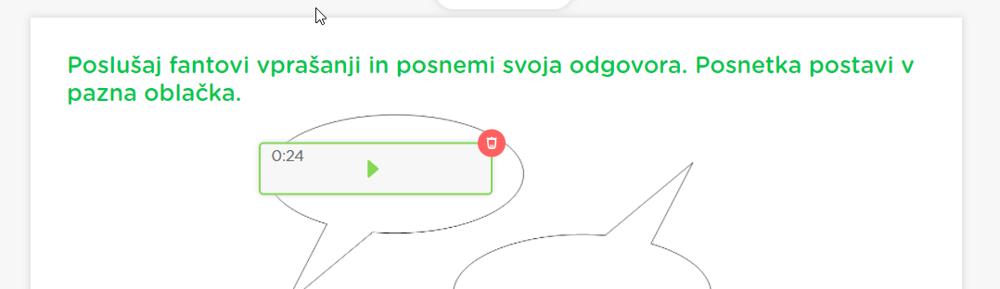 Poslušaj fantovi vprašanji in posnemi svoja odgovora. Posnetka postavi v
pazna oblačka.
0:24